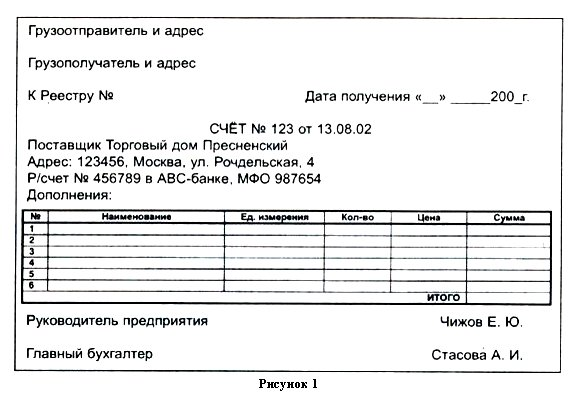 Грузоотправитель и адрес
Грузополучатель и адрес
К Реестру № Дата получения «__» _____200_г.
СЧЁТ № 123 от 13.08.02
Поставщик Торговый дом Пресненский
Адрес: 123456, Москва, ул. Рочдельская, 4
Р/счет № 456789 в АВС-банке, МФО 987654
Дополнения:
№ Наименование Ед. измерения Кол-во Цена Сумма
1
2
3
4
5
6
ИТОГО
Руководитель предприятия Чижов Е. Ю.
Главный бухгалтер Стасова А. И.
Рисунок 1